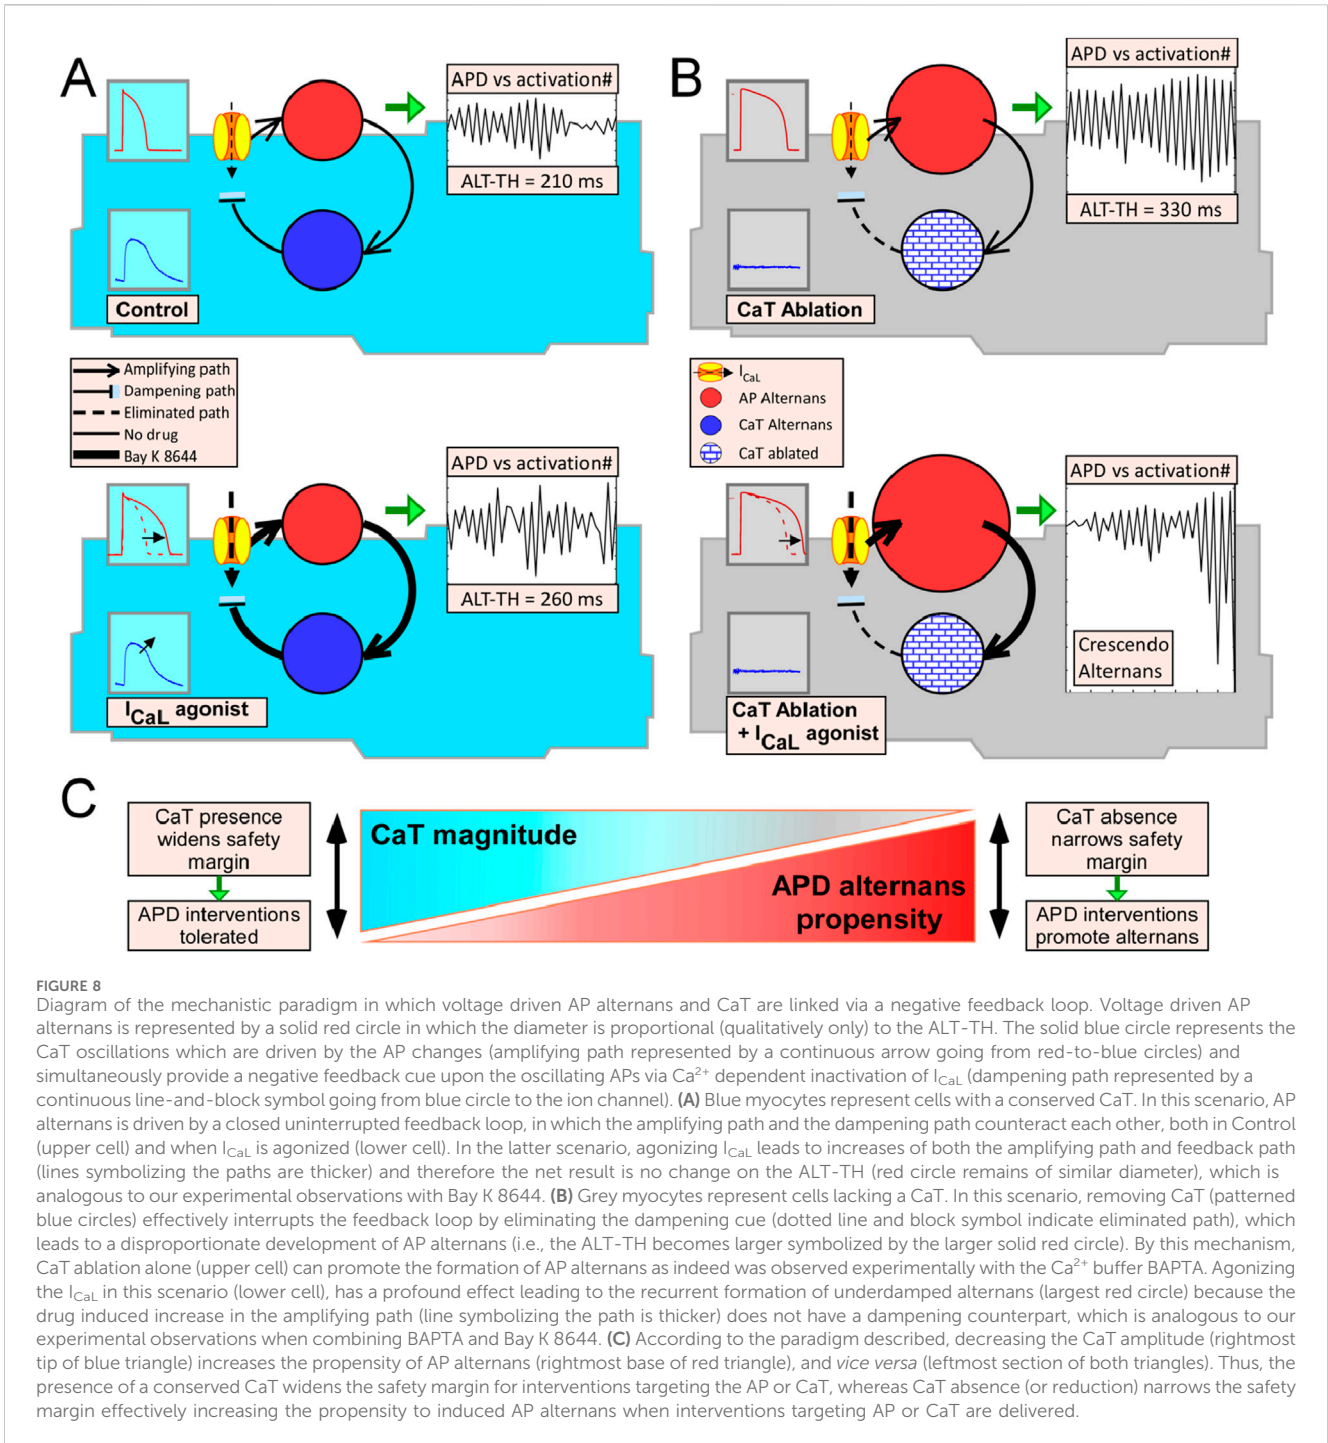 A
APD vs activation#
ALT-TH = 210 ms
Control
B
APD vs activation#
ALT-TH = 330 ms
CaT Ablation
Amplifying path
Dampening path
Eliminated path
No drug
Bay K 8644
ICaL
AP Alternans
CaT Alternans
CaT ablated
APD vs activation#
ALT-TH = 260 ms
ICaL agonist
APD vs activation#
Crescendo
Alternans
CaT Ablation
+ ICaL agonist
C
CaT presence
widens safety
margin
APD interventions
tolerated
CaT magnitude
APD alternans
propensity
CaT absence
narrows safety
margin
APD interventions
promote alternans
FIGURE 8
Diagram of the mechanistic paradigm in which voltage driven AP alternans and CaT are linked via a negative feedback loop. Voltage driven AP
alternans is represented by a solid red circle in which the diameter is proportional (qualitatively only) to the ALT-TH. The solid blue circle represents the
CaT oscillations which are driven by the AP changes (amplifying path represented by a continuous arrow going from red-to-blue circles) and
simultaneously provide a negative feedback cue upon the oscillating APs via Ca2+ dependent inactivation of ICaL (dampening path represented by a
continuous line-and-block symbol going from blue circle to the ion channel). (A) Blue myocytes represent cells with a conserved CaT. In this scenario, AP
alternans is driven by a closed uninterrupted feedback loop, in which the amplifying path and the dampening path counteract each other, both in Control
(upper cell) and when ICaL is agonized (lower cell). In the latter scenario, agonizing ICaL leads to increases of both the amplifying path and feedback path
(lines symbolizing the paths are thicker) and therefore the net result is no change on the ALT-TH (red circle remains of similar diameter), which is
analogous to our experimental observations with Bay K 8644. (B) Grey myocytes represent cells lacking a CaT. In this scenario, removing CaT (patterned
blue circles) effectively interrupts the feedback loop by eliminating the dampening cue (dotted line and block symbol indicate eliminated path), which
leads to a disproportionate development of AP alternans (i.e., the ALT-TH becomes larger symbolized by the larger solid red circle). By this mechanism,
CaT ablation alone (upper cell) can promote the formation of AP alternans as indeed was observed experimentally with the Ca2+ buffer BAPTA. Agonizing
the ICaL in this scenario (lower cell), has a profound effect leading to the recurrent formation of underdamped alternans (largest red circle) because the
drug induced increase in the amplifying path (line symbolizing the path is thicker) does not have a dampening counterpart, which is analogous to our
experimental observations when combining BAPTA and Bay K 8644. (C) According to the paradigm described, decreasing the CaT amplitude (rightmost
tip of blue triangle) increases the propensity of AP alternans (rightmost base of red triangle), and vice versa (leftmost section of both triangles). Thus, the
presence of a conserved CaT widens the safety margin for interventions targeting the AP or CaT, whereas CaT absence (or reduction) narrows the safety
margin effectively increasing the propensity to induced AP alternans when interventions targeting AP or CaT are delivered.